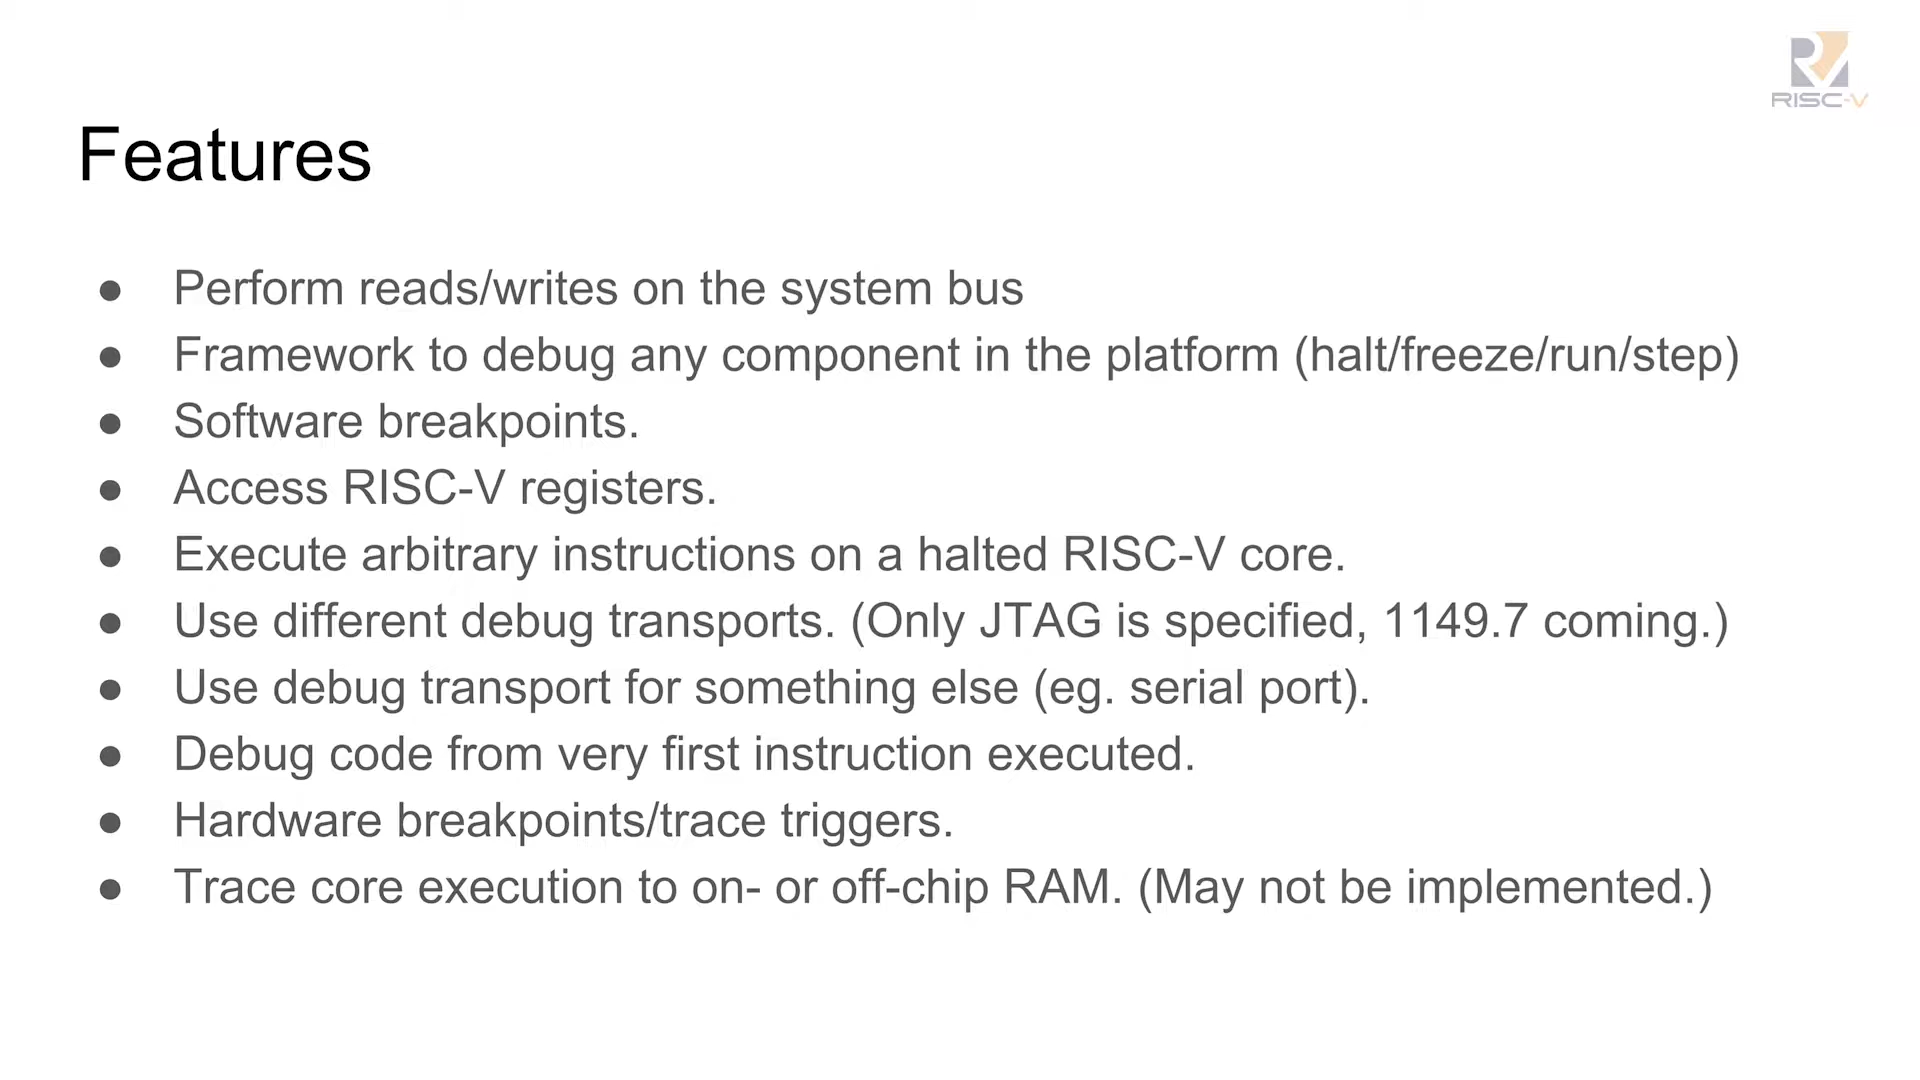 RISC-V
Features
● Perform reads/writes on the system bus
● Framework to debug any component in the platform (halt/freeze/run/step)
● Software breakpoints.
● Access RISC-V registers.
● Execute arbitrary instructions on a halted RISC-V core.
● Use different debug transports. (Only JTAG is specified, 1149.7 coming.)
● Use debug transport for something else (eg. serial port).
● Debug code from very first instruction executed.
● Hardware breakpoints/trace triggers.
● Trace core execution to on- or off-chip RAM. (May not be implemented.)